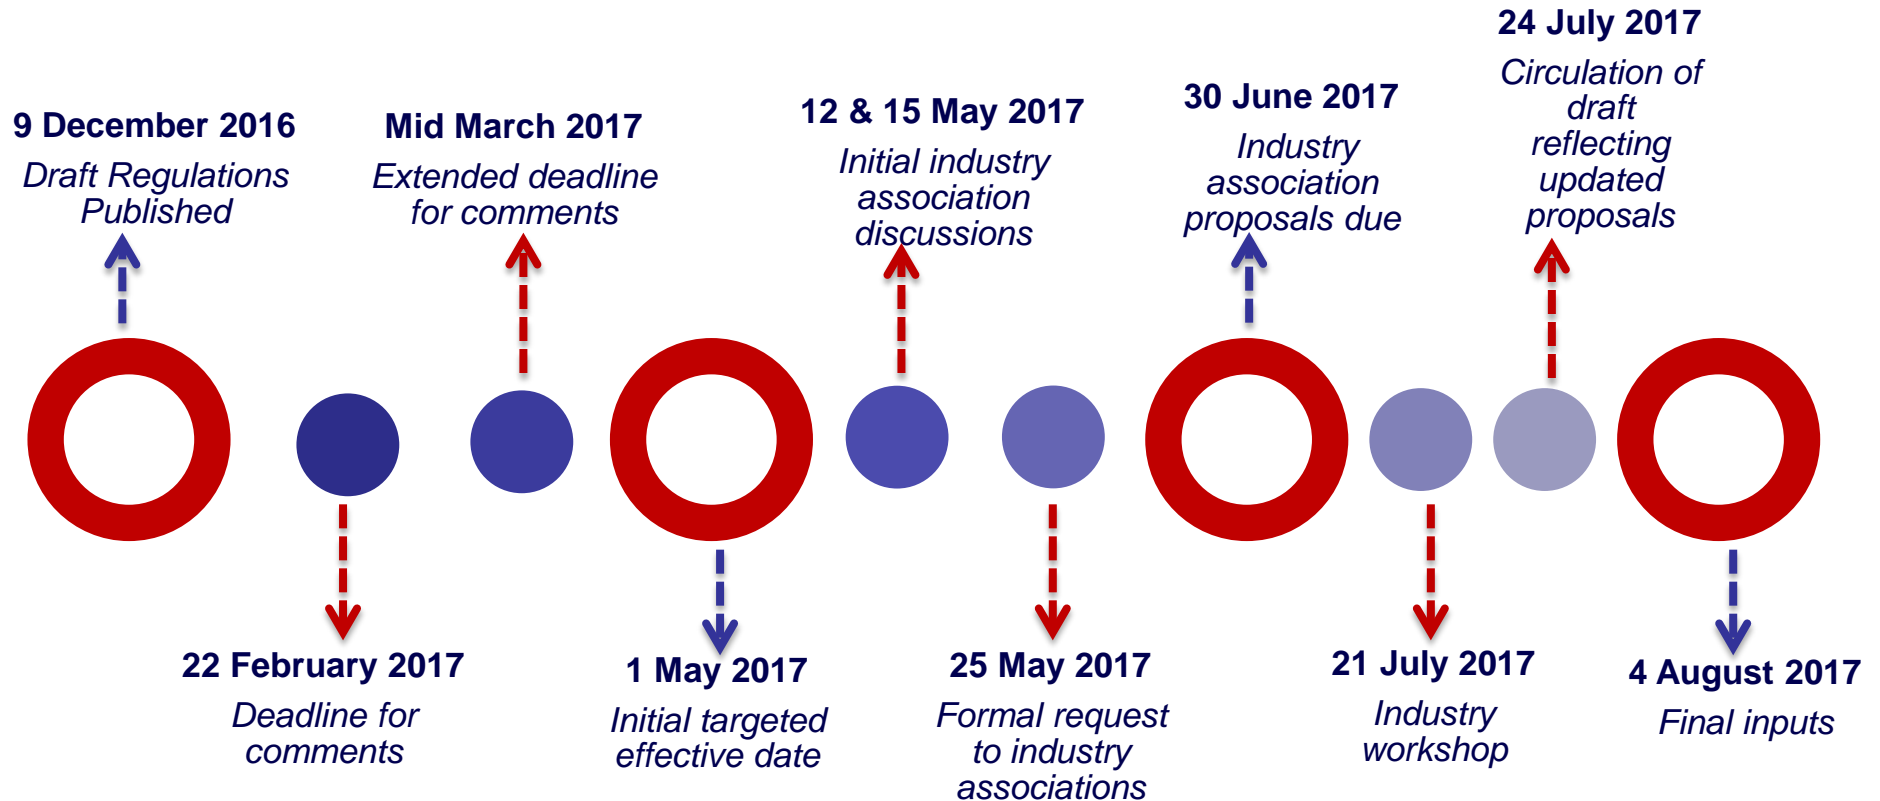 9 December 2016
Draft Regulations
Published
22 February 2017
Deadline for
comments
Mid March 2017
Extended deadline
for comments
1 May 2017
Initial targeted
effective date
12 & 15 May 2017
Initial industry
association
discussions
25 May 2017
Formal request
to industry
associations
30 June 2017
Industry
association
proposals due
21 July 2017
Industry
workshop
24 July 2017
Circulation of
draft
reflecting
updated
proposals
4 August 2017
Final inputs